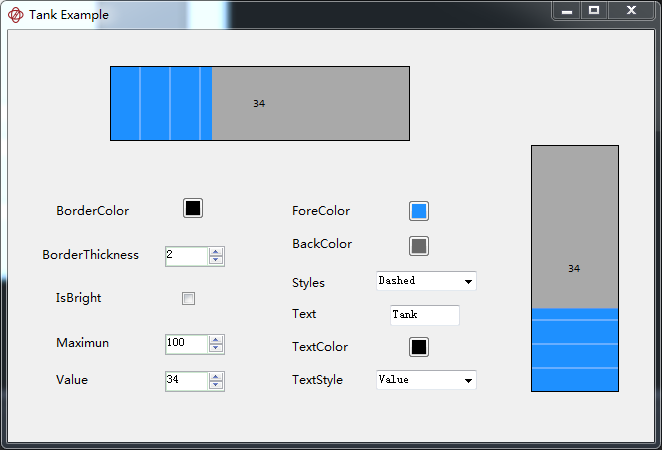 Tank Example
34
34
BorderColor
ForeColor
BorderThickness 2
BackColor
IsBright
Styles Dashed
Text Tank
Maximun 100
TextColor
Value 34
TextStyle Value